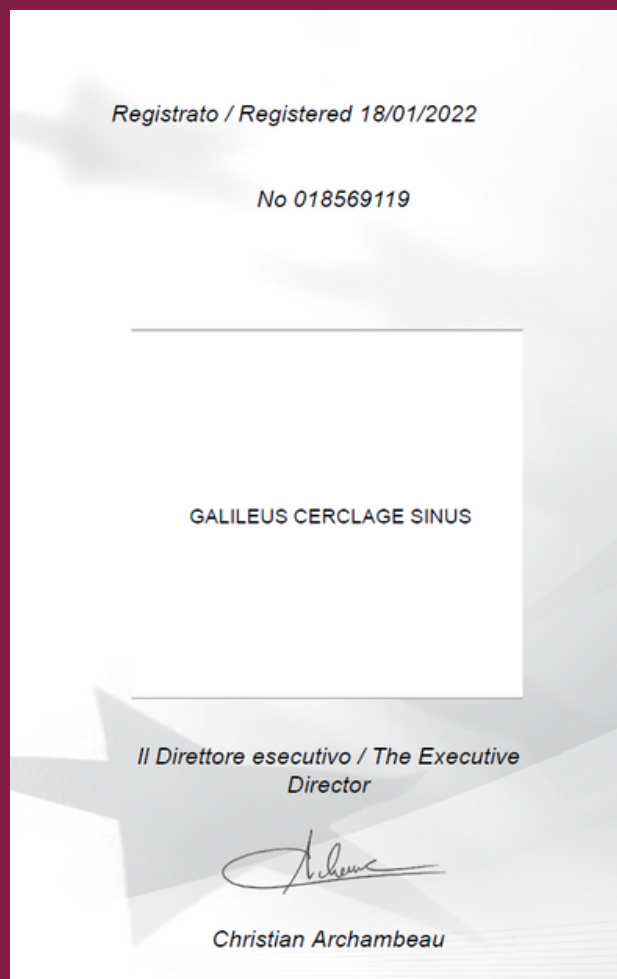 Registrato / Registered 18/01/2022
No 018569119
GALILEUS CERCLAGE SINUS
Il Direttore esecutivo / The Executive
Director
Christian Archambeau